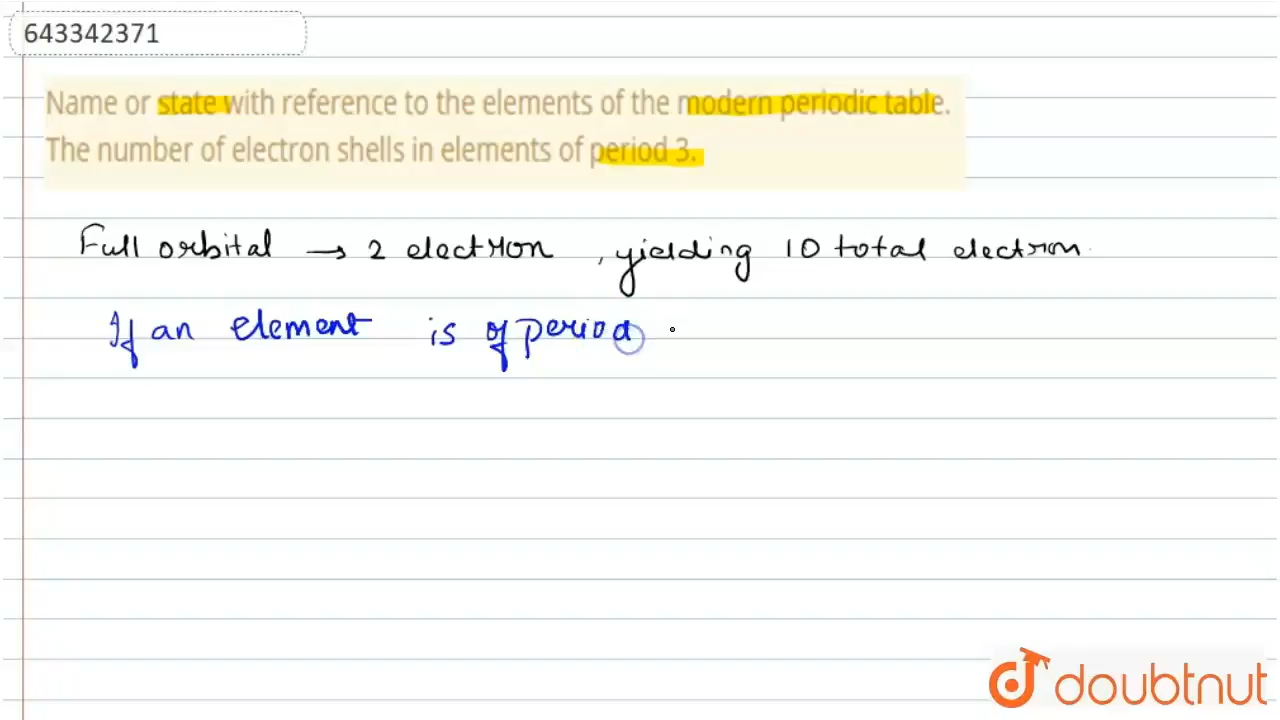 643342371
Name or state with reference to the elements of the modern periodic table.
The number of electron shells in elements of period 3.
Full orbital → 2 electron , yielding 10 total electron.
If an element is of period
doubtnut